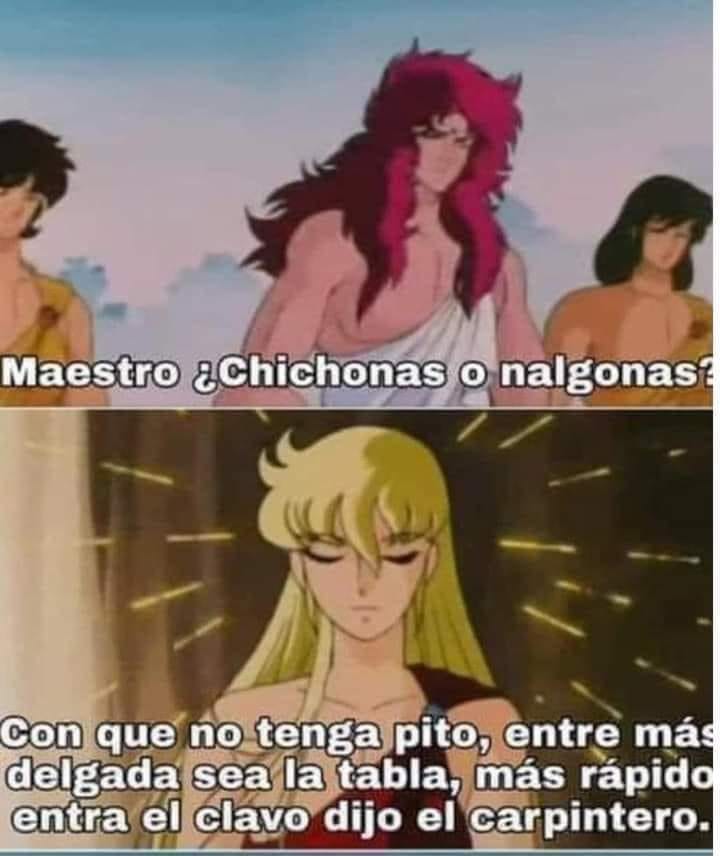 Maestro ¿Chichonas o nalgonas?
Con que no tenga pito, entre más
delgada sea la tabla, más rápido
entra el clavo dijo el carpintero.